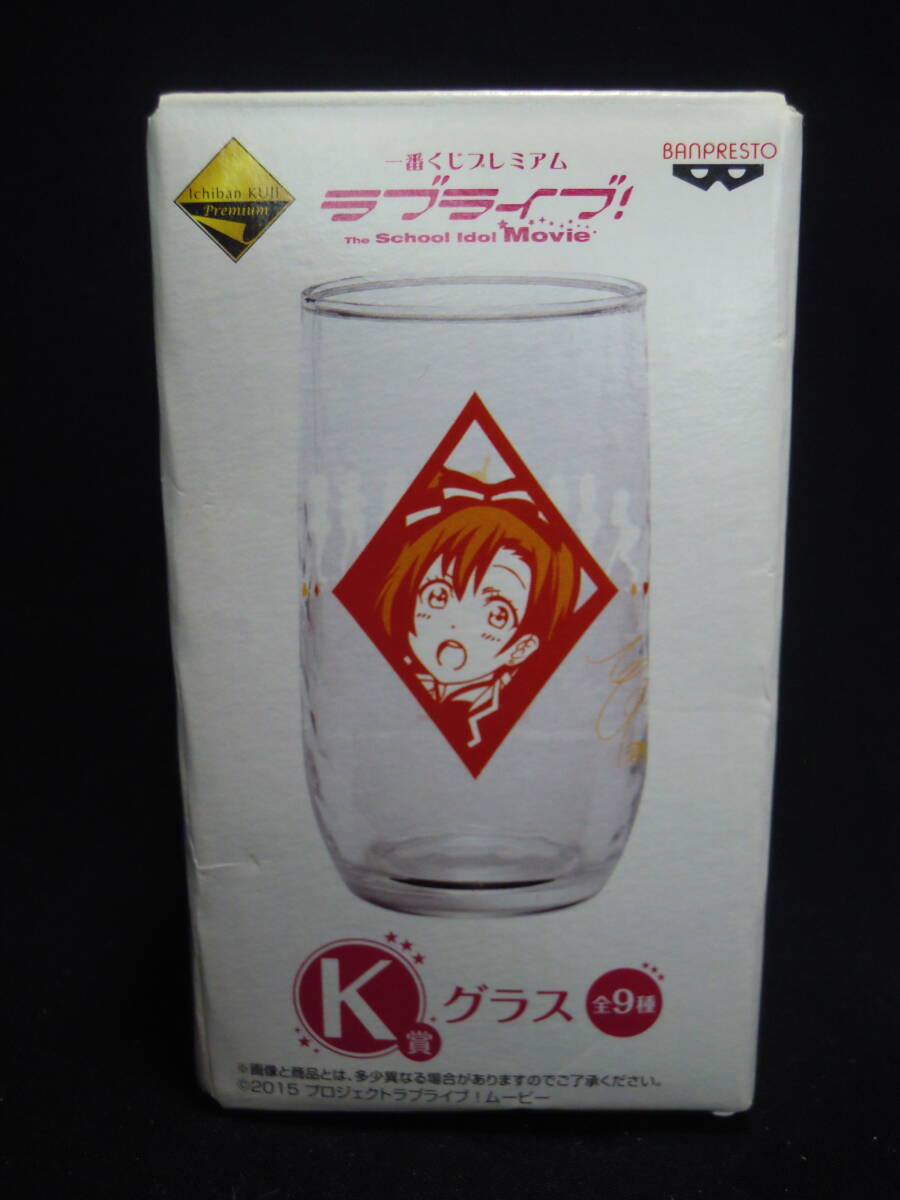 Ichiban KUJI
Premium
一番くじプレミアム
ラブライブ!
The School Idol Movie
BANPRESTO
K賞
グラス
全9種
※画像と商品とは、多少異なる場合がありますのでご了承ください。
©2015 プロジェクトラブライブ!ムービー